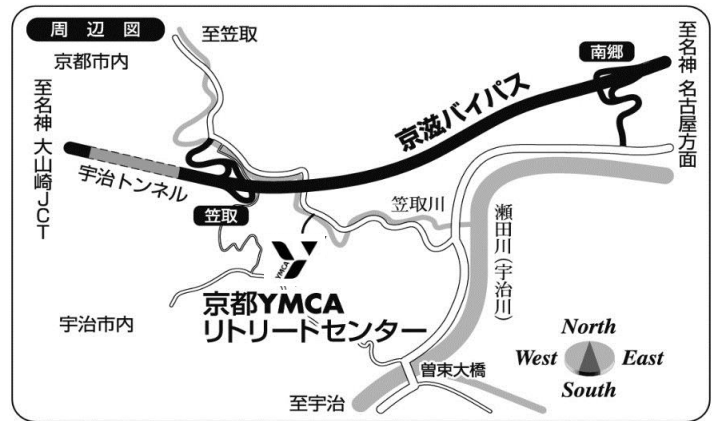 周辺図
至笠取
京都市内
南郷
至名神 名古屋方面
至名神 大山崎JCT
京滋バイパス
宇治トンネル
笠取
笠取川
瀬田川(宇治川)
YMCA
京都YMCA
リトリートセンター
宇治市内
曽束大橋
至宇治
North
West East
South